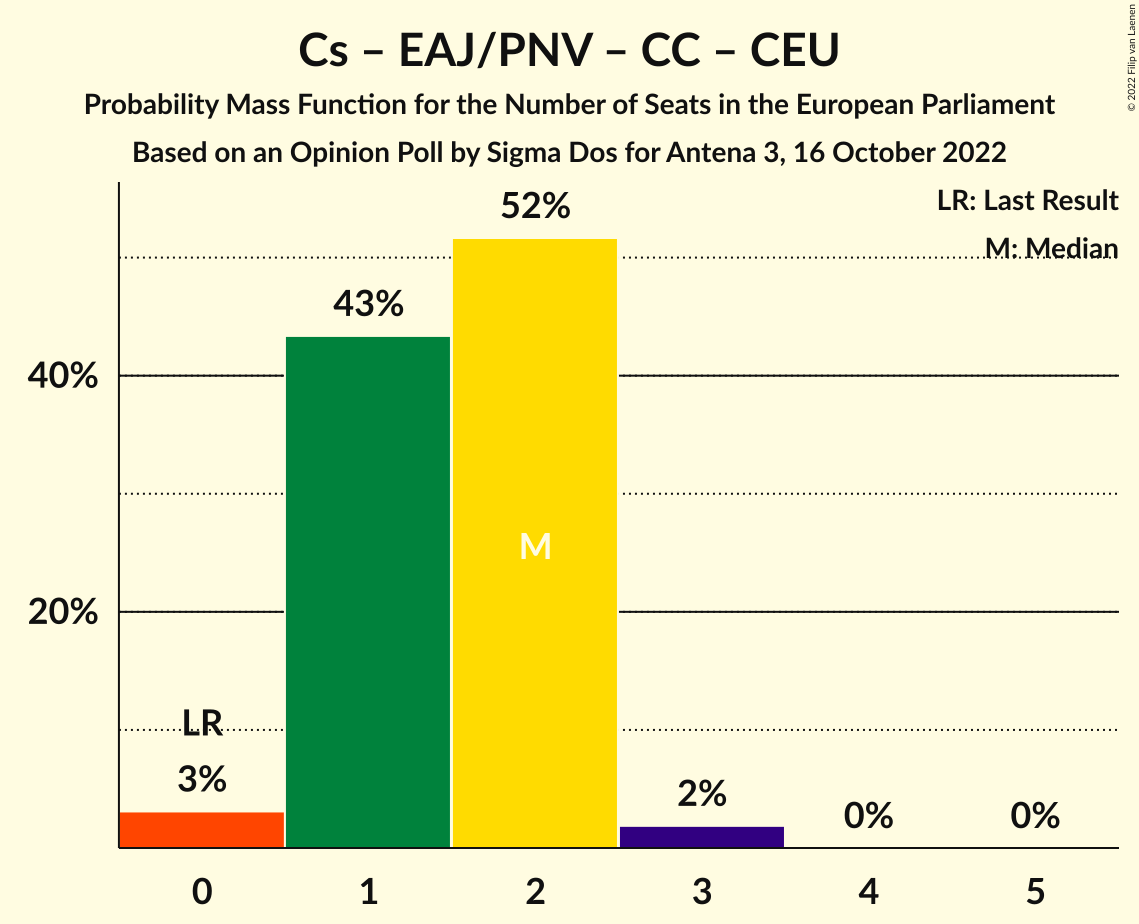 Cs – EAJ/PNV – CC – CEU
Probability Mass Function for the Number of Seats in the European Parliament
Based on an Opinion Poll by Sigma Dos for Antena 3, 16 October 2022
© 2022 Filip van Laenen
LR: Last Result
M: Median
52%
43%
40%
M
20%
LR
3%
2%
0%
0%
0 1 2 3 4 5